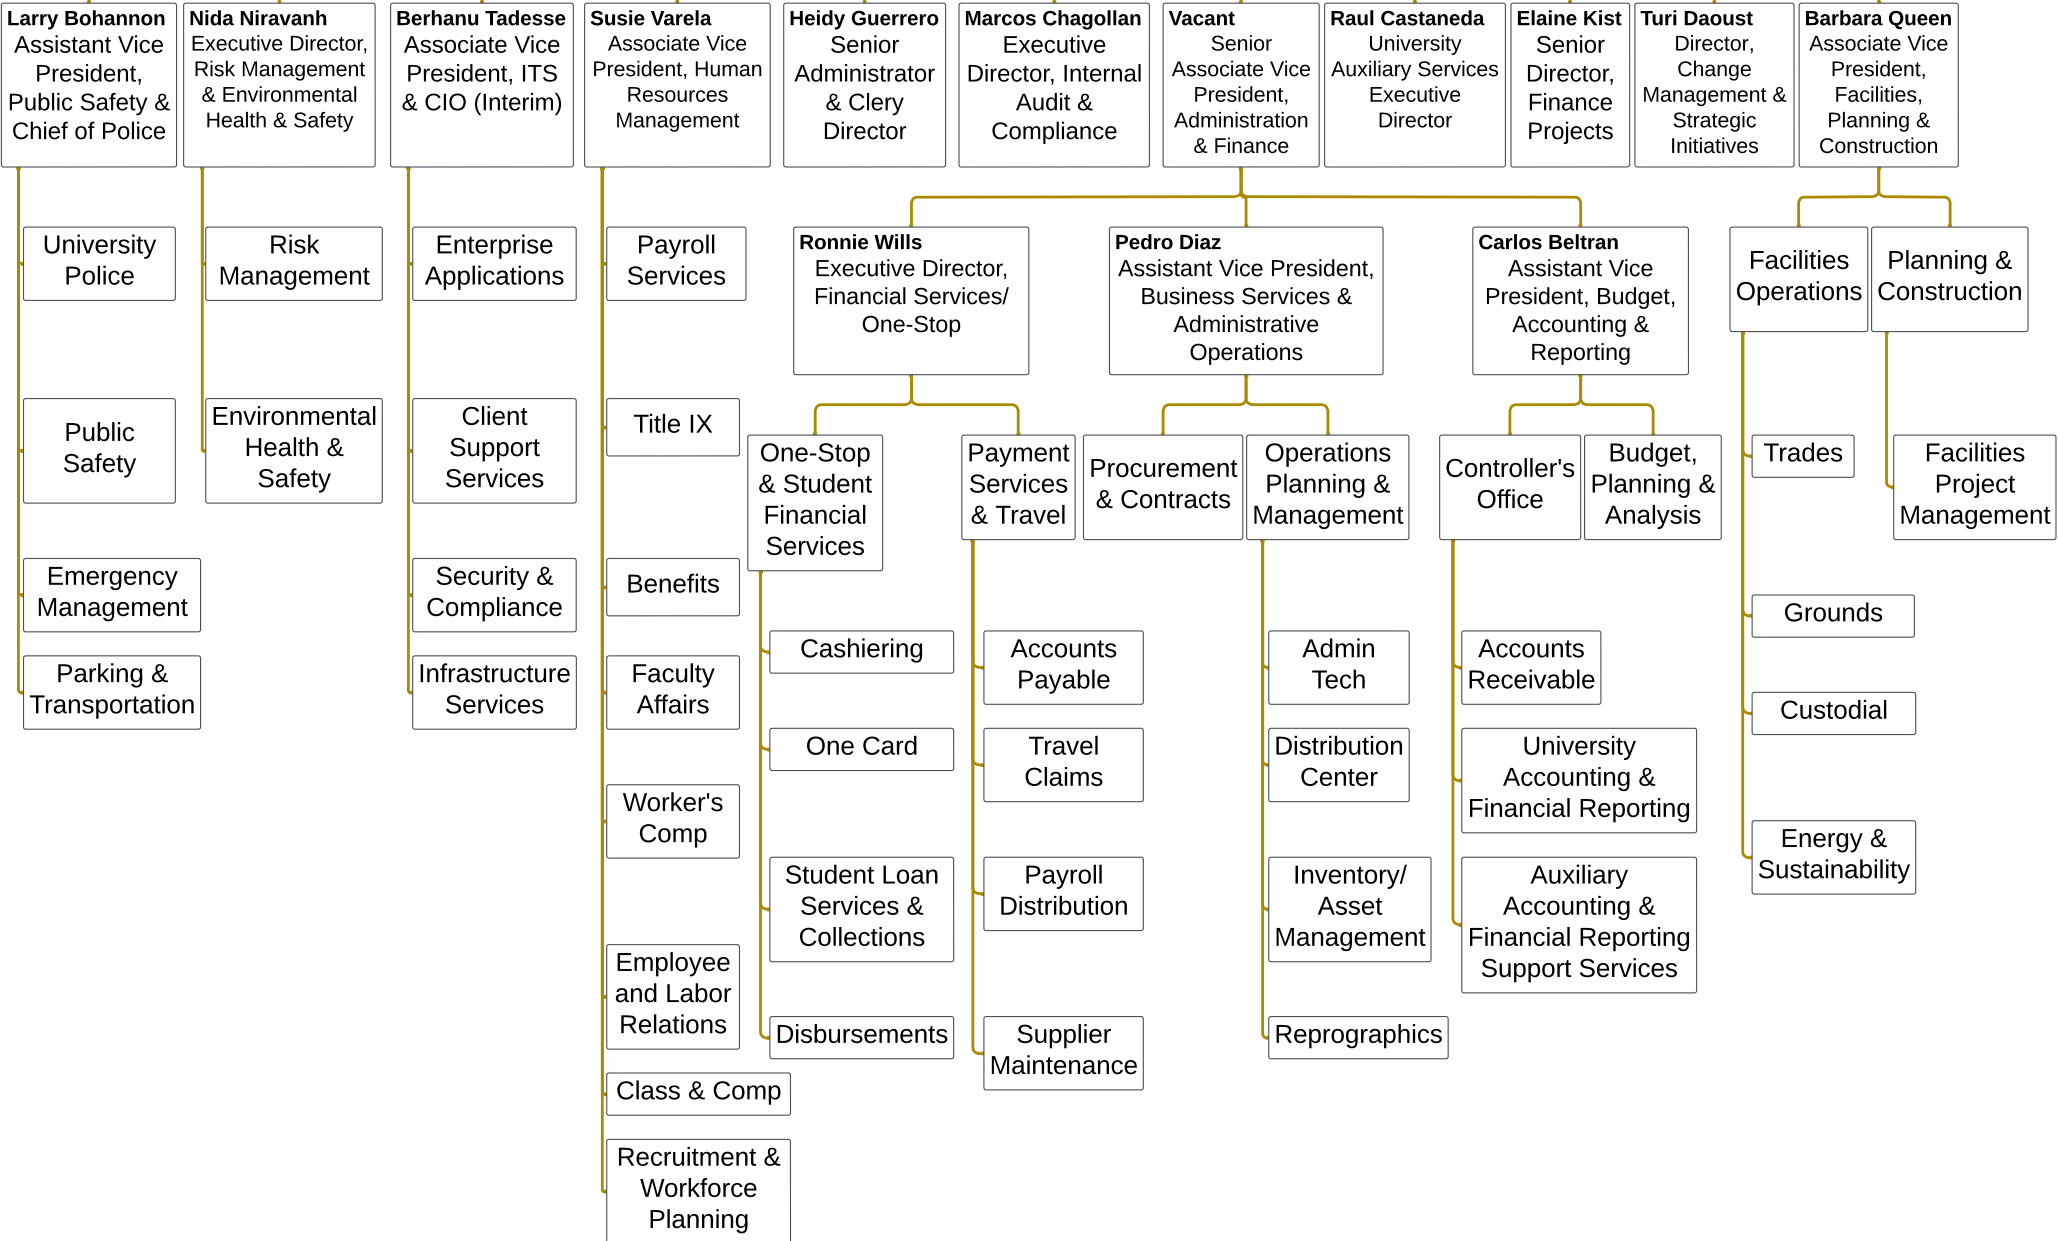 Larry Bohannon
Assistant Vice
President,
Public Safety &
Chief of Police
Nida Niravanh
Executive Director,
Risk Management
& Environmental
Health & Safety
Berhanu Tadesse
Associate Vice
President, ITS
& CIO (Interim)
Susie Varela
Associate Vice
President, Human
Resources
Management
Heidy Guerrero
Senior
Administrator
& Clery
Director
Marcos Chagollan
Executive
Director, Internal
Audit &
Compliance
Vacant
Senior
Associate Vice
President,
Administration
& Finance
Raul Castaneda
University
Auxiliary Services
Executive
Director
Elaine Kist
Senior
Director,
Finance
Projects
Turi Daoust
Director,
Change
Management &
Strategic
Initiatives
Barbara Queen
Associate Vice
President,
Facilities,
Planning &
Construction
University
Police
Public
Safety
Emergency
Management
Parking &
Transportation
Risk
Management
Environmental
Health &
Safety
Enterprise
Applications
Client
Support
Services
Security &
Compliance
Infrastructure
Services
Payroll
Services
Title IX
Benefits
Faculty
Affairs
Worker's
Comp
Employee
and Labor
Relations
Class & Comp
Recruitment &
Workforce
Planning
Ronnie Wills
Executive Director,
Financial Services/
One-Stop
One-Stop
& Student
Financial
Services
Cashiering
One Card
Student Loan
Services &
Collections
Disbursements
Payment
Services
& Travel
Accounts
Payable
Travel
Claims
Payroll
Distribution
Supplier
Maintenance
Pedro Diaz
Assistant Vice President,
Business Services &
Administrative
Operations
Procurement
& Contracts
Operations
Planning &
Management
Admin
Tech
Distribution
Center
Inventory/
Asset
Management
Reprographics
Carlos Beltran
Assistant Vice
President, Budget,
Accounting &
Reporting
Controller's
Office
Budget,
Planning &
Analysis
Accounts
Receivable
University
Accounting &
Financial Reporting
Auxiliary
Accounting &
Financial Reporting
Support Services
Facilities
Operations
Trades
Grounds
Custodial
Energy &
Sustainability
Planning &
Construction
Facilities
Project
Management